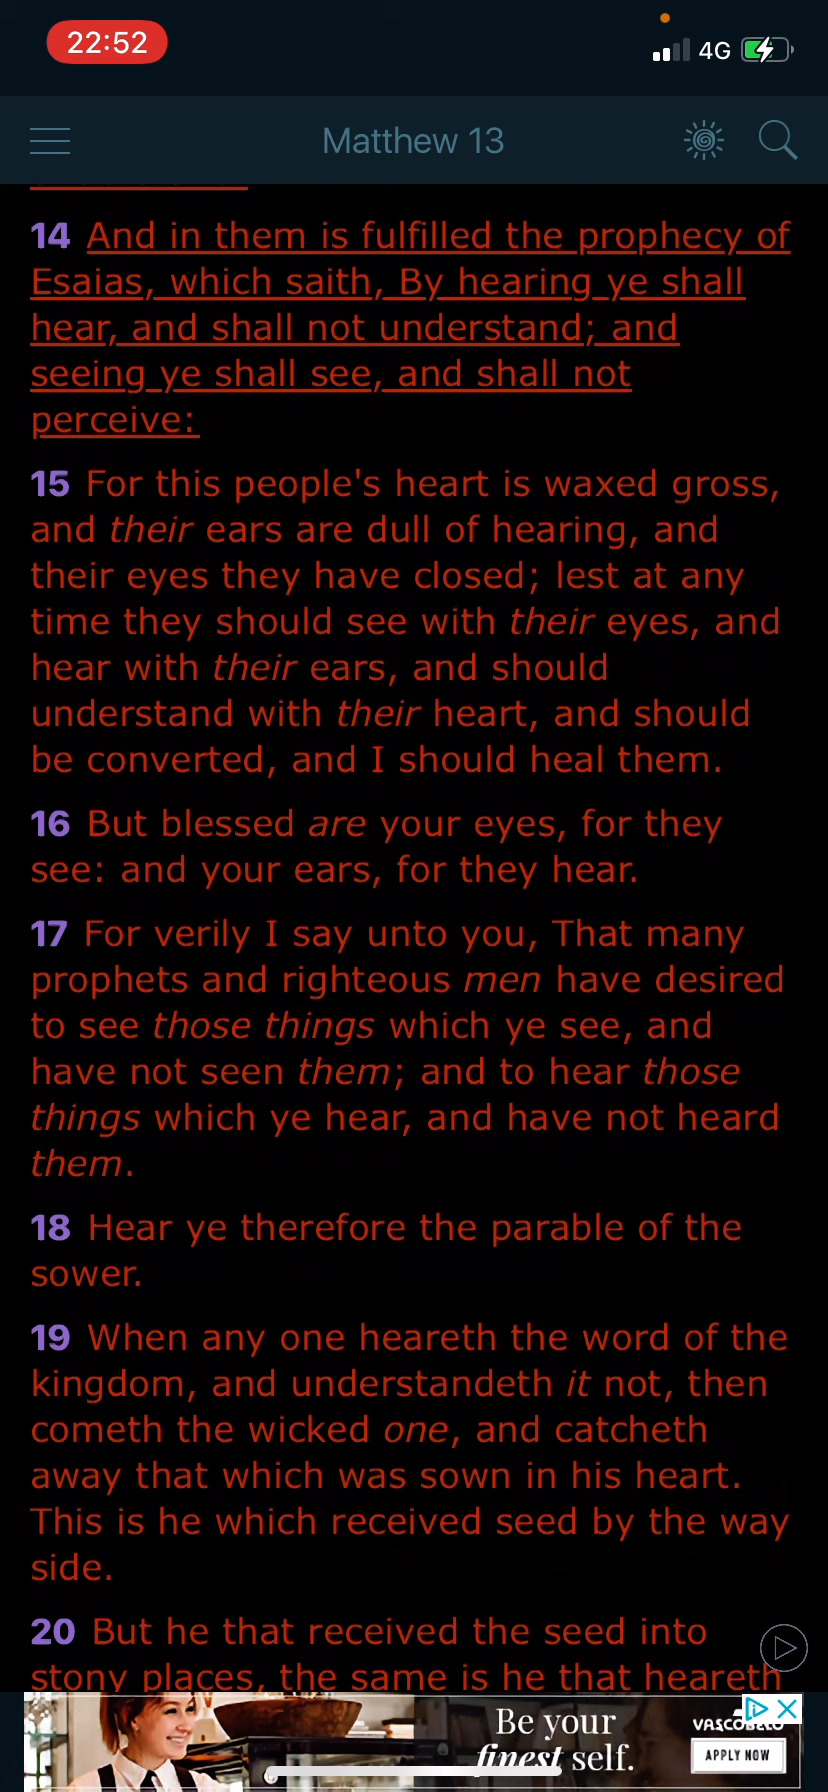 22:52
4G
Matthew 13
14 And in them is fulfilled the prophecy of
Esaias, which saith, By hearing ye shall
hear, and shall not understand; and
seeing ye shall see, and shall not
perceive:
15 For this people's heart is waxed gross,
and their ears are dull of hearing, and
their eyes they have closed; lest at any
time they should see with their eyes, and
hear with their ears, and should
understand with their heart, and should
be converted, and I should heal them.
16 But blessed are your eyes, for they
see: and your ears, for they hear.
17 For verily I say unto you, That many
prophets and righteous men have desired
to see those things which ye see, and
have not seen them; and to hear those
things which ye hear, and have not heard
them.
18 Hear ye therefore the parable of the
sower.
19 When any one heareth the word of the
kingdom, and understandeth it not, then
cometh the wicked one, and catcheth
away that which was sown in his heart.
This is he which received seed by the way
side.
20 But he that received the seed into
stony places, the same is he that heareth
Be your
finest self.
VASCOBELO
APPLY NOW